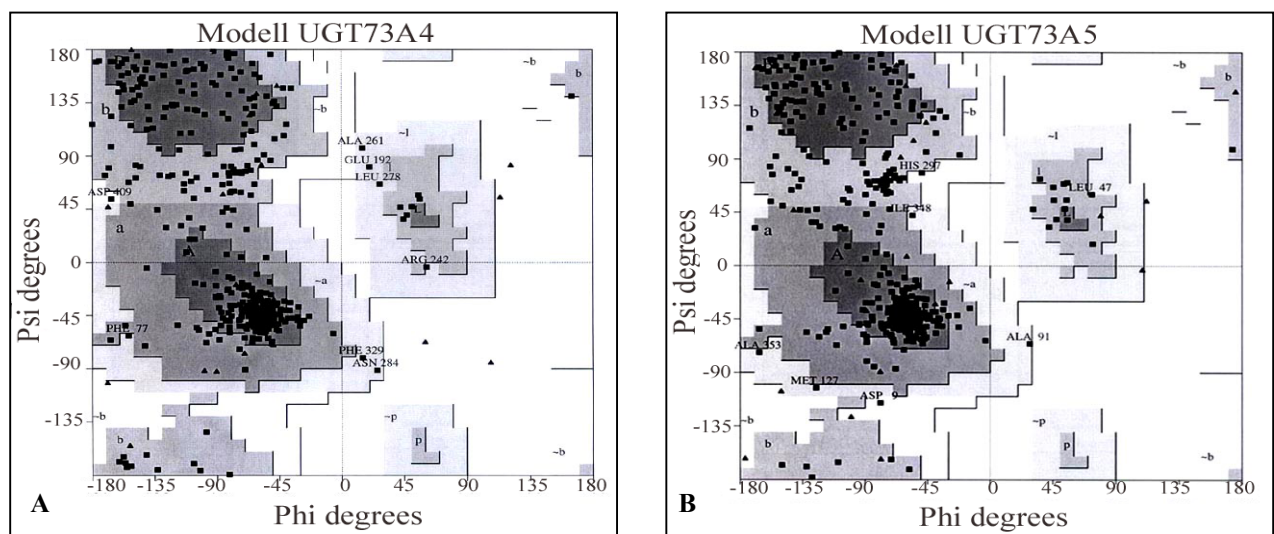 Modell UGT73A4
180
135
90
45
0
-45
-90
-135
Psi degrees
b
~b
~l
ALA 261
GLU 192
LEU 278
ASP 409
a
A
l
L
ARG 242
~a
PHE 77
PHE 329
ASN 284
~b
b
~p
p
~b
b
~b
-180 -135 -90 -45 0 45 90 135 180
Phi degrees
A
Modell UGT73A5
180
135
90
45
0
-45
-90
-135
Psi degrees
b
~b
~l
HIS 297
l
LEU 47
ILE 348
a
A
~a
ALA 91
ALA 353
MET 127
ASP 9
~b
b
~p
p
~b
b
~b
-180 -135 -90 -45 0 45 90 135 180
Phi degrees
B